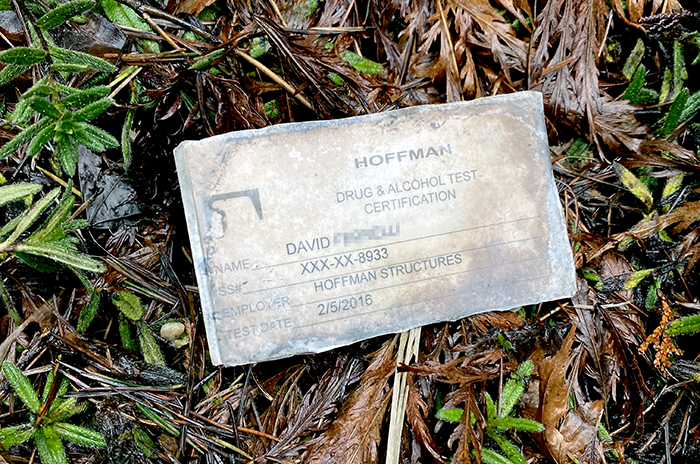 HOFFMAN
DRUG & ALCOHOL TEST
CERTIFICATION
NAME DAVID
SS# XXX-XX-8933
EMPLOYER HOFFMAN STRUCTURES
TEST DATE 2/5/2016